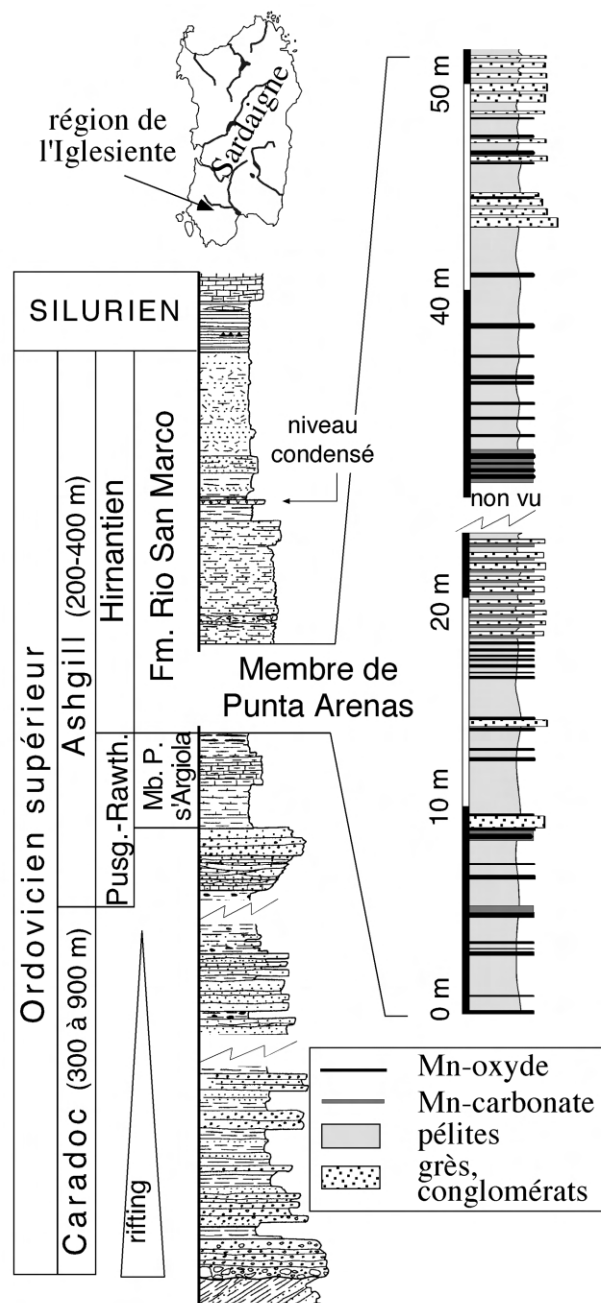 région de
l'Iglesiente
Sardaigne
SILURIEN
Ordovicien supérieur
Ashgill (200-400 m)
Caradoc (300 à 900 m)
Hirnantien
Pusg.-Rawth.
Fm. Rio San Marco
Mb. P.
s'Argiola
rifting
niveau
condensé
Membre de
Punta Arenas
50 m
40 m
non vu
20 m
10 m
0 m
Mn-oxyde
Mn-carbonate
pélites
grès,
conglomérats